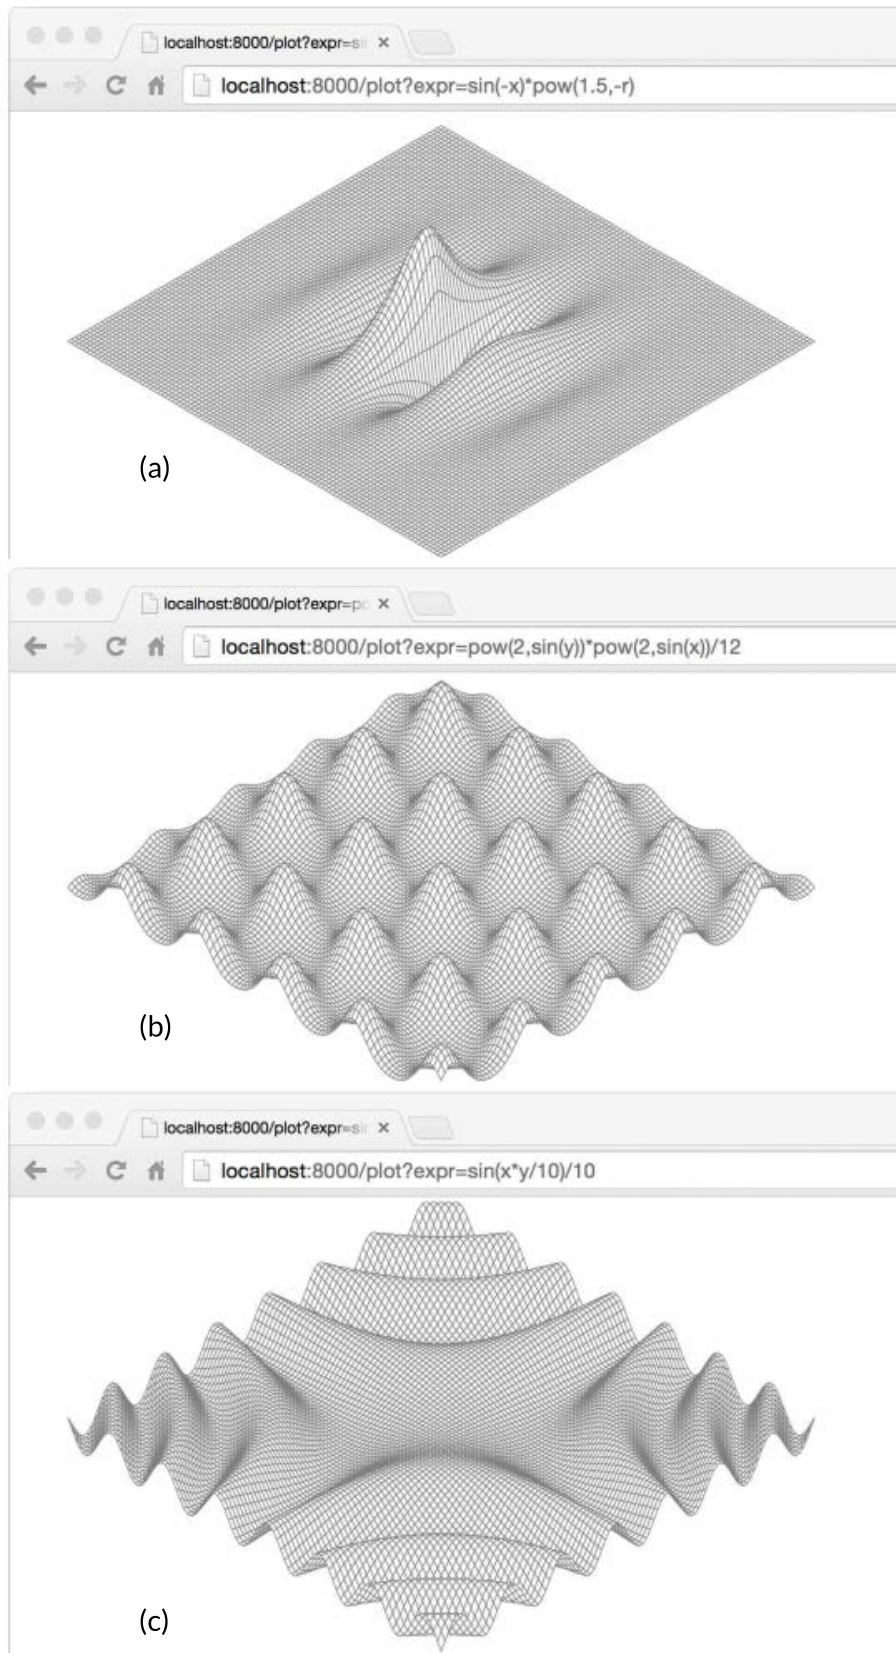 localhost:8000/plot?expr=sin
localhost:8000/plot?expr=sin(-x)*pow(1.5,-r)
(a)
localhost:8000/plot?expr=po
localhost:8000/plot?expr=pow(2,sin(y))*pow(2,sin(x))/12
(b)
localhost:8000/plot?expr=sin
localhost:8000/plot?expr=sin(x*y/10)/10
(c)